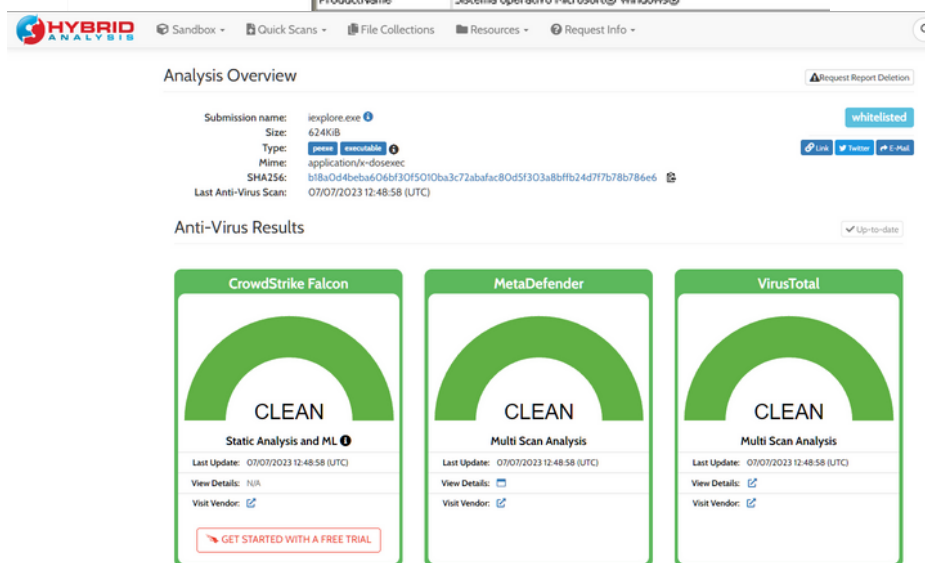 ProductName Sistema operativo Microsoft® Windows®
HYBRID
ANALYSIS
Sandbox
Quick Scans
File Collections
Resources
Request Info
Analysis Overview
Request Report Deletion
Submission name: iexplore.exe
whitelisted
Size: 624KiB
Type: peexe executable
Link Twitter E-Mail
Mime: application/x-dosexec
SHA256: b18a0d4beba606bf30f5010ba3c72abafac80d5f303a8bffb24d7f7b78b786e6
Last Anti-Virus Scan: 07/07/2023 12:48:58 (UTC)
Anti-Virus Results
Up-to-date
CrowdStrike Falcon
CLEAN
Static Analysis and ML
Last Update: 07/07/2023 12:48:58 (UTC)
View Details: N/A
Visit Vendor:
GET STARTED WITH A FREE TRIAL
MetaDefender
CLEAN
Multi Scan Analysis
Last Update: 07/07/2023 12:48:58 (UTC)
View Details:
Visit Vendor:
VirusTotal
CLEAN
Multi Scan Analysis
Last Update: 07/07/2023 12:48:58 (UTC)
View Details:
Visit Vendor: